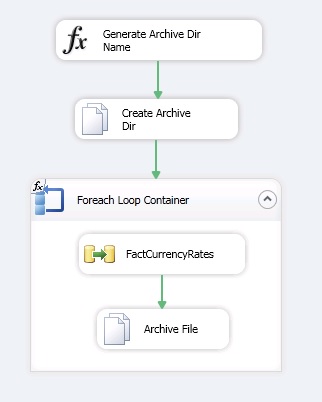 fx
Generate Archive Dir
Name
Create Archive
Dir
fx
Foreach Loop Container
FactCurrencyRates
Archive File